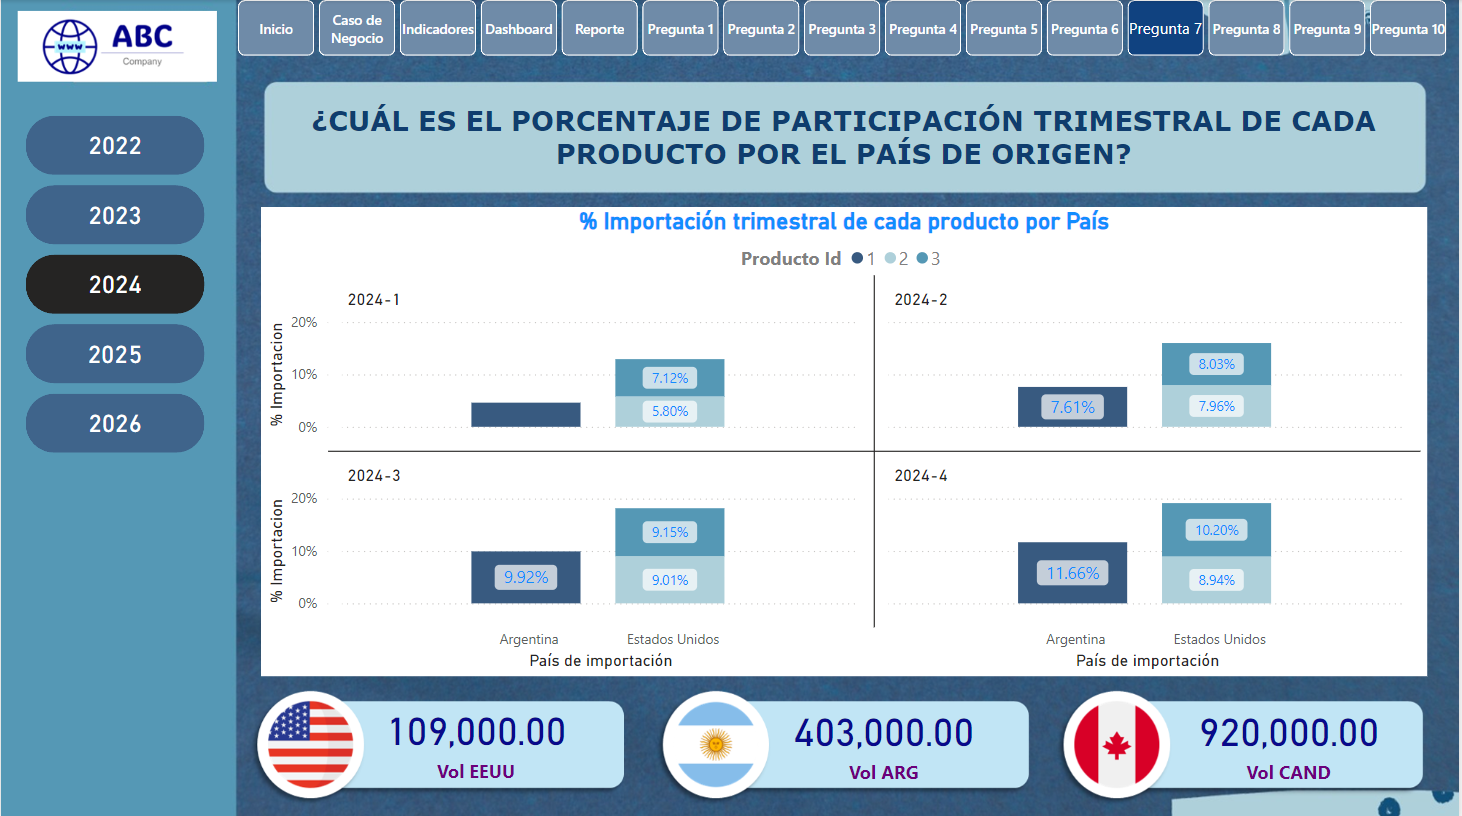 ABC
Company
WWW
Inicio
Caso de
Negocio
Indicadores
Dashboard
Reporte
Pregunta 1
Pregunta 2
Pregunta 3
Pregunta 4
Pregunta 5
Pregunta 6
Pregunta 7
Pregunta 8
Pregunta 9
Pregunta 10
2022
2023
2024
2025
2026
¿CUÁL ES EL PORCENTAJE DE PARTICIPACIÓN TRIMESTRAL DE CADA
PRODUCTO POR EL PAÍS DE ORIGEN?
% Importación trimestral de cada producto por País
Producto Id 1 2 3
2024-1
% Importacion
20%
10%
0%
7.12%
5.80%
2024-2
7.61%
8.03%
7.96%
2024-3
% Importacion
20%
10%
0%
9.92%
9.15%
9.01%
2024-4
11.66%
10.20%
8.94%
Argentina
Estados Unidos
País de importación
Argentina
Estados Unidos
País de importación
109,000.00
Vol EEUU
403,000.00
Vol ARG
920,000.00
Vol CAND